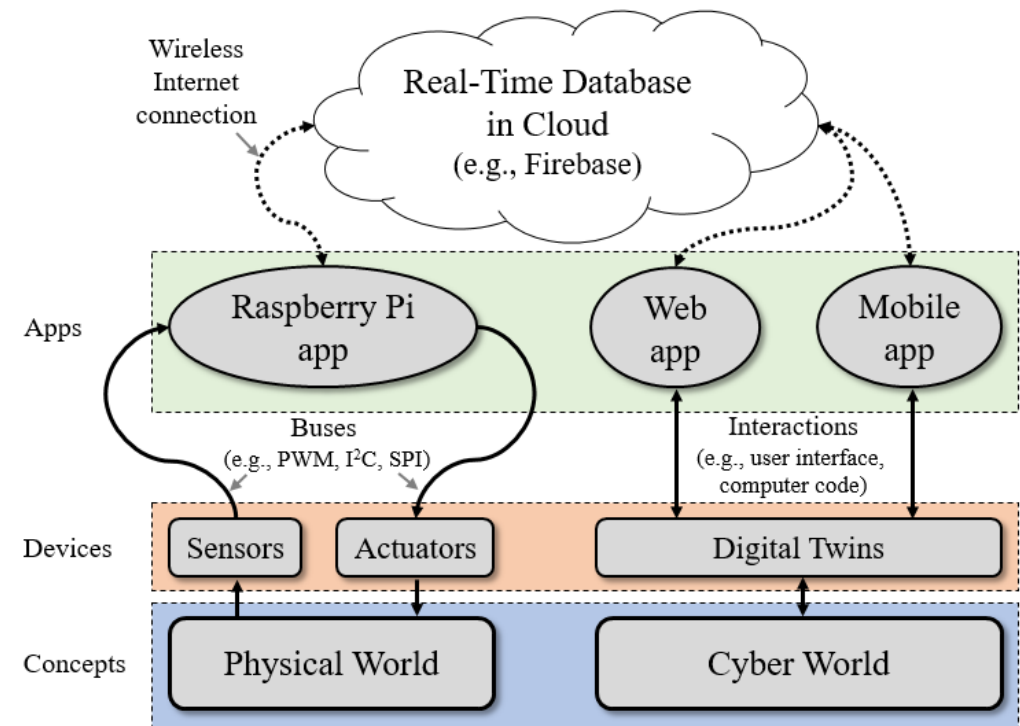 Wireless
Internet
connection
Real-Time Database
in Cloud
(e.g., Firebase)
Apps
Raspberry Pi
app
Web
app
Mobile
app
Buses
(e.g., PWM, I²C, SPI)
Interactions
(e.g., user interface,
computer code)
Devices
Sensors
Actuators
Digital Twins
Concepts
Physical World
Cyber World